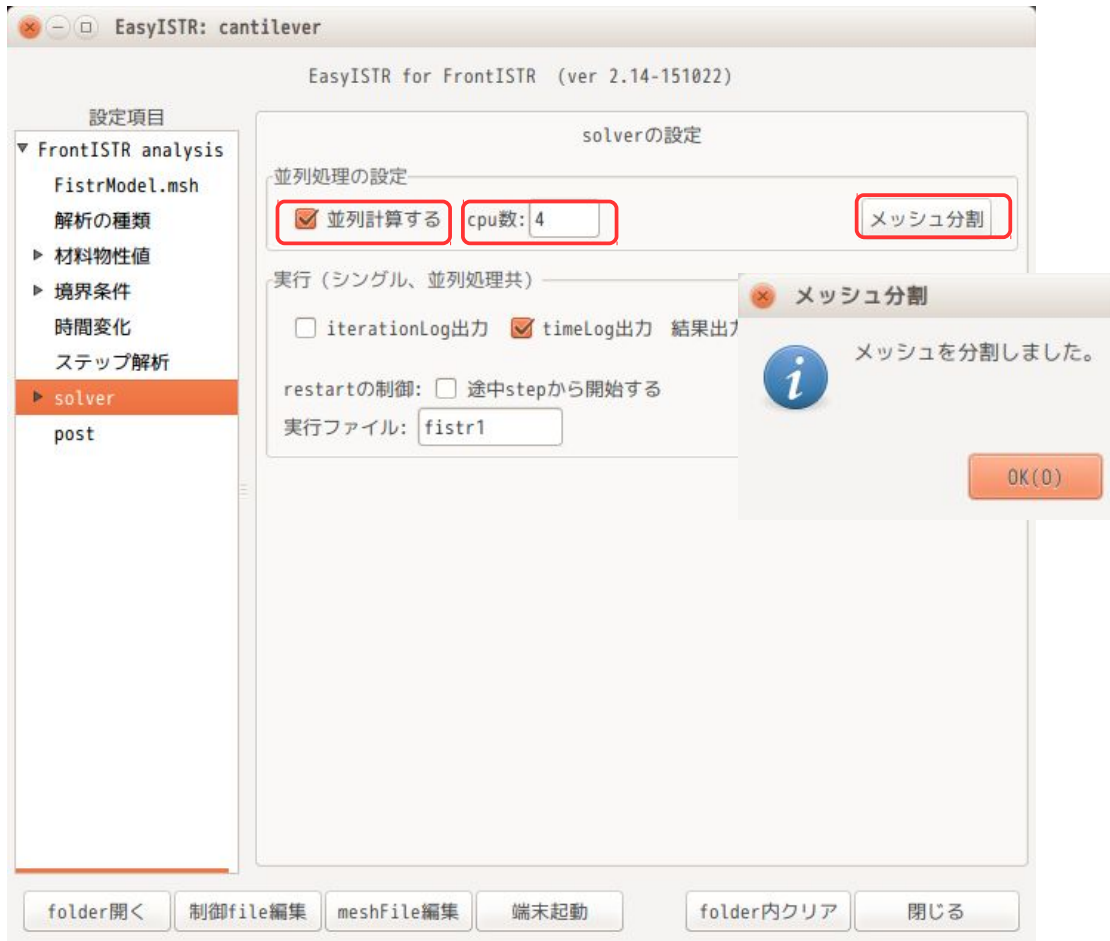 EasyISTR: cantilever
EasyISTR for FrontISTR (ver 2.14-151022)
設定項目
FrontISTR analysis
FistrModel.msh
解析の種類
材料物性値
境界条件
時間変化
ステップ解析
solver
post
solverの設定
並列処理の設定
並列計算する cpu数: 4 メッシュ分割
実行(シングル、並列処理共)
iterationLog出力 timeLog出力 結果出力
restartの制御: 途中stepから開始する
実行ファイル: fistr1
メッシュ分割
メッシュを分割しました。
OK(O)
folder開く 制御file編集 meshFile編集 端末起動 folder内クリア 閉じる